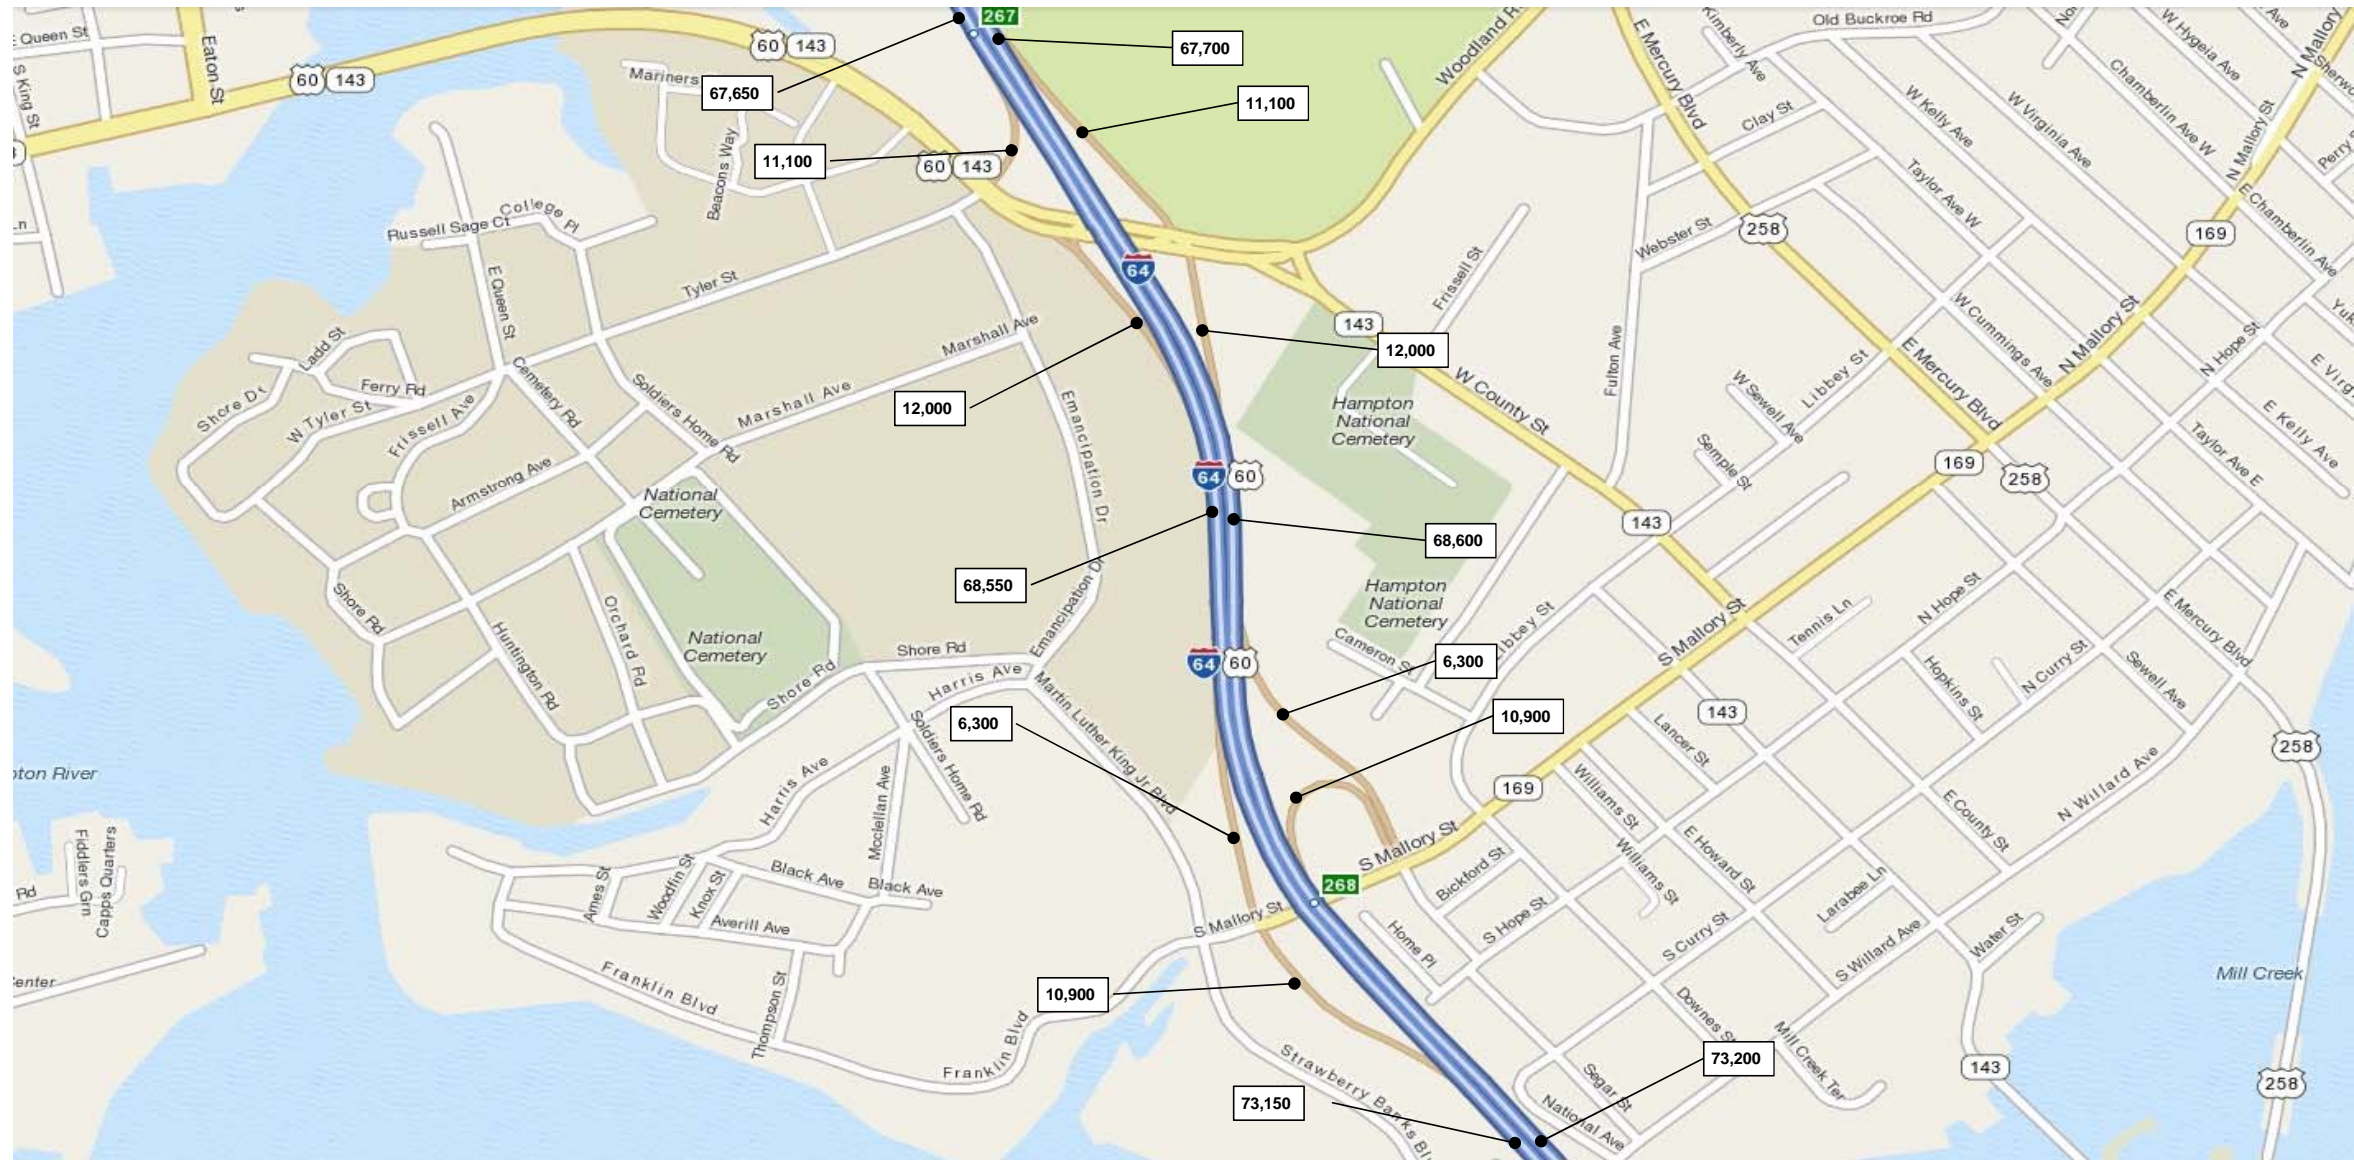 267
Old Buckroe Rd
Kimberly Ave
W Hygeia Ave
N Mallory
E Queen St
Eaton St
60
143
67,700
Woodland R
E Mercury Blvd
S King St
60
143
Mariners
67,650
Chamberlin Ave W
W Kelly Ave
W Virginia Ave
11,100
Clay St
N Mallory St
Perry
Beacons Way
11,100
60
143
Taylor Ave W
E Chamberlin Ave
College Pl
Russell Sage Ct
Webster St
258
169
64
E Queen St
Tyler St
Frissell St
W Cummings Ave
Yuk
143
Ladd St
Marshall Ave
12,000
Fulton Ave
N Mallory St
N Hope St
E Mercury Blvd
E Virg
Shore Dr
Ferry Rd
W Tyler St
Frissell Ave
Cemetery Rd
Soldiers Home Rd
Marshall Ave
12,000
Emancipation Dr
Hampton
National
Cemetery
W County St
W Sewell Ave
Libbey St
E Kelly Ave
Taylor Ave E
Semple St
169
258
Armstrong Ave
64
60
National
Cemetery
143
68,600
68,550
Shore Rd
Orchard Rd
Emancipation Dr
Hampton
National
Cemetery
N Hope St
E Mercury Blvd
Huntington Rd
National
Cemetery
Shore Rd
Shore Rd
Harris Ave
64
60
Cameron St
6,300
S Mallory St
Tennis Ln
Hopkins St
N Curry St
Sewell Ave
6,300
Soldiers Home Rd
Martin Luther King Jr Blvd
10,900
143
Lancer St
258
Harris Ave
Mcclellan Ave
169
Williams St
E County St
N Willard Ave
Fiddlers Grn
Capps Quarters
Rd
Ames St
Woodfin St
Knox St
Black Ave
Black Ave
Averill Ave
S Mallory St
268
S Mallory St
Bickford St
Williams St
E Howard St
Larabee Ln
S Hope St
Home Pl
S Curry St
S Willard Ave
Water St
Mill Creek
Franklin Blvd
Thompson St
10,900
Franklin Blvd
Strawberry Banks Bl
Downes St
Mill Creek Ter
73,200
143
258
Segar St
National Ave
73,150